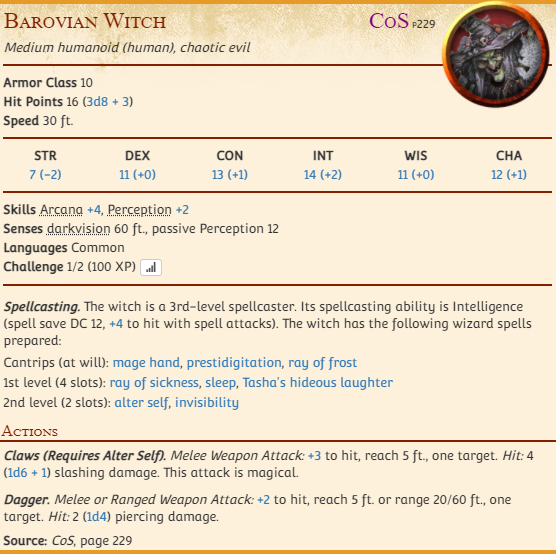 Barovian Witch CoS P229
Medium humanoid (human), chaotic evil
Armor Class 10
Hit Points 16 (3d8 + 3)
Speed 30 ft.
STR DEX CON INT WIS CHA
7 (−2) 11 (+0) 13 (+1) 14 (+2) 11 (+0) 12 (+1)
Skills Arcana +4, Perception +2
Senses darkvision 60 ft., passive Perception 12
Languages Common
Challenge 1/2 (100 XP)
Spellcasting. The witch is a 3rd-level spellcaster. Its spellcasting ability is Intelligence
(spell save DC 12, +4 to hit with spell attacks). The witch has the following wizard spells
prepared:
Cantrips (at will): mage hand, prestidigitation, ray of frost
1st level (4 slots): ray of sickness, sleep, Tasha's hideous laughter
2nd level (2 slots): alter self, invisibility
Actions
Claws (Requires Alter Self). Melee Weapon Attack: +3 to hit, reach 5 ft., one target. Hit: 4
(1d6 + 1) slashing damage. This attack is magical.
Dagger. Melee or Ranged Weapon Attack: +2 to hit, reach 5 ft. or range 20/60 ft., one
target. Hit: 2 (1d4) piercing damage.
Source: CoS, page 229